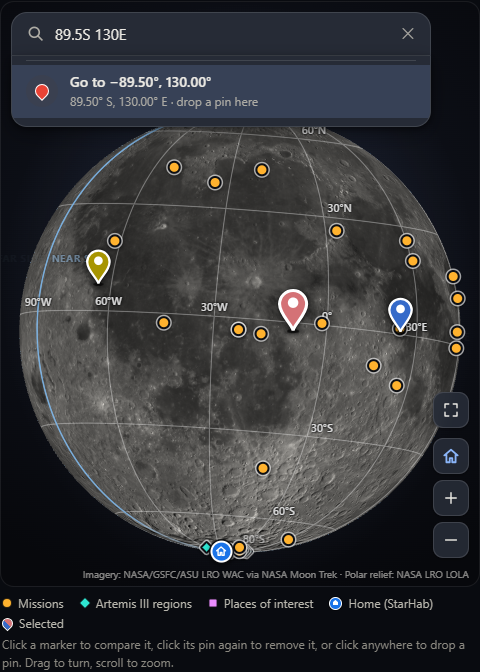 89.5S 130E
Go to −89.50°, 130.00°
89.50° S, 130.00° E · drop a pin here
60°N
30°N
NEAR
90°W
60°W
30°W
0°
30°E
30°S
60°S
80°S
Imagery: NASA/GSFC/ASU LRO WAC via NASA Moon Trek · Polar relief: NASA LRO LOLA
Missions
Artemis III regions
Places of interest
Home (StarHab)
Selected
Click a marker to compare it, click its pin again to remove it, or click anywhere to drop a
pin. Drag to turn, scroll to zoom.